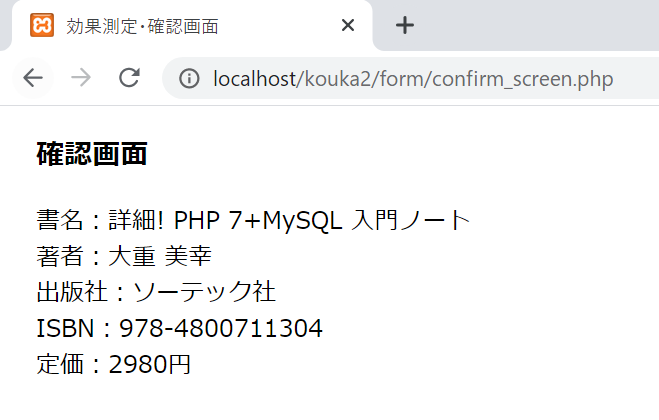 効果測定･確認画面
localhost/kouka2/form/confirm_screen.php
確認画面
書名：詳細! PHP 7+MySQL 入門ノート
著者：大重 美幸
出版社：ソーテック社
ISBN：978-4800711304
定価：2980円